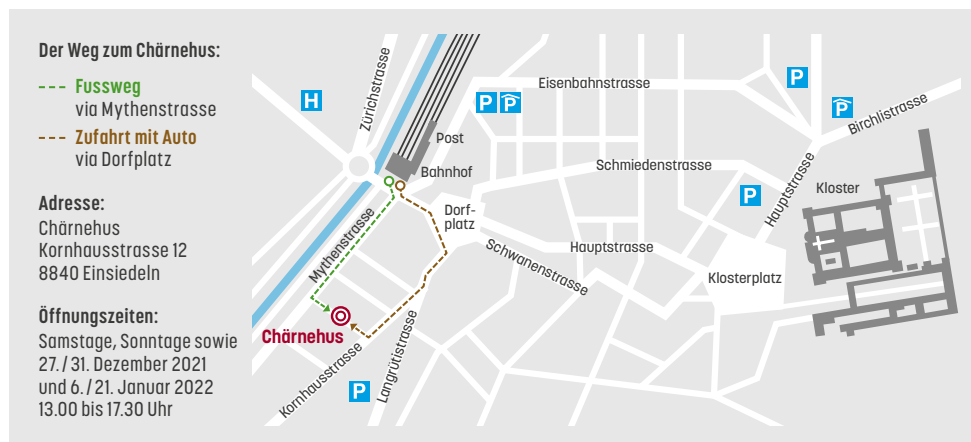 Der Weg zum Chärnehus:
Fussweg
via Mythenstrasse
Zufahrt mit Auto
via Dorfplatz
Adresse:
Chärnehus
Kornhausstrasse 12
8840 Einsiedeln
Öffnungszeiten:
Samstage, Sonntage sowie
27./31. Dezember 2021
und 6./21. Januar 2022
13.00 bis 17.30 Uhr
H
Zürichstrasse
Eisenbahnstrasse
P
P
P
P
Birchlistrasse
Post
Bahnhof
Schmiedenstrasse
P
Hauptstrasse
Kloster
Dorf-
platz
Mythenstrasse
Schwanenstrasse
Hauptstrasse
Klosterplatz
Chärnehus
Kornhausstrasse
Langrütistrasse
P